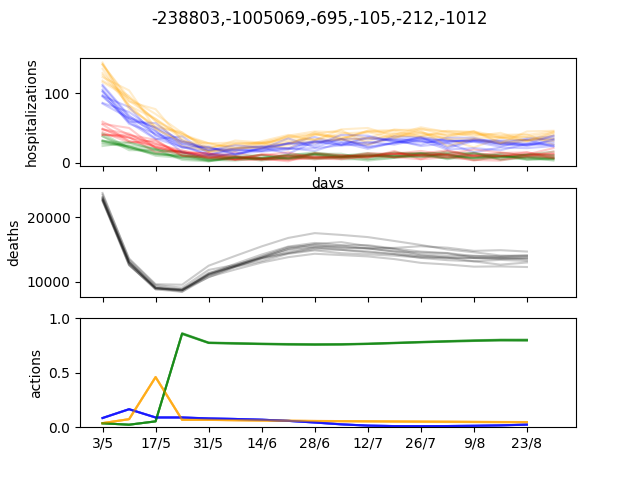 -238803,-1005069,-695,-105,-212,-1012
hospitalizations
100
0
days
deaths
20000
10000
actions
1.0
0.5
0.0
3/5 17/5 31/5 14/6 28/6 12/7 26/7 9/8 23/8